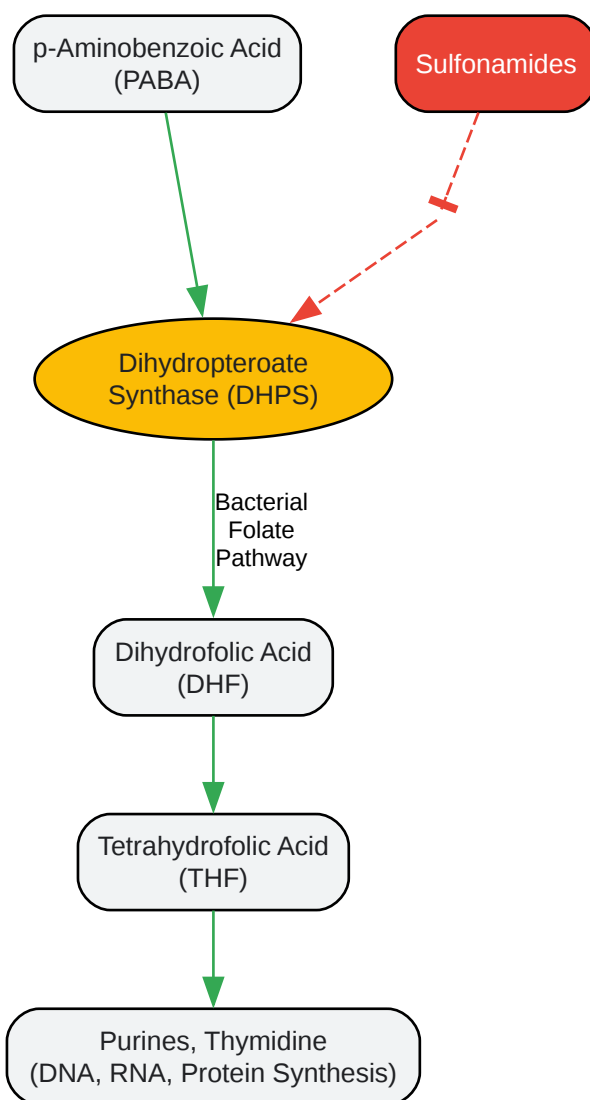 p-Aminobenzoic Acid
(PABA)
Sulfonamides
Dihydropteroate
Synthase (DHPS)
Bacterial
Folate
Pathway
Dihydrofolic Acid
(DHF)
Tetrahydrofolic Acid
(THF)
Purines, Thymidine
(DNA, RNA, Protein Synthesis)